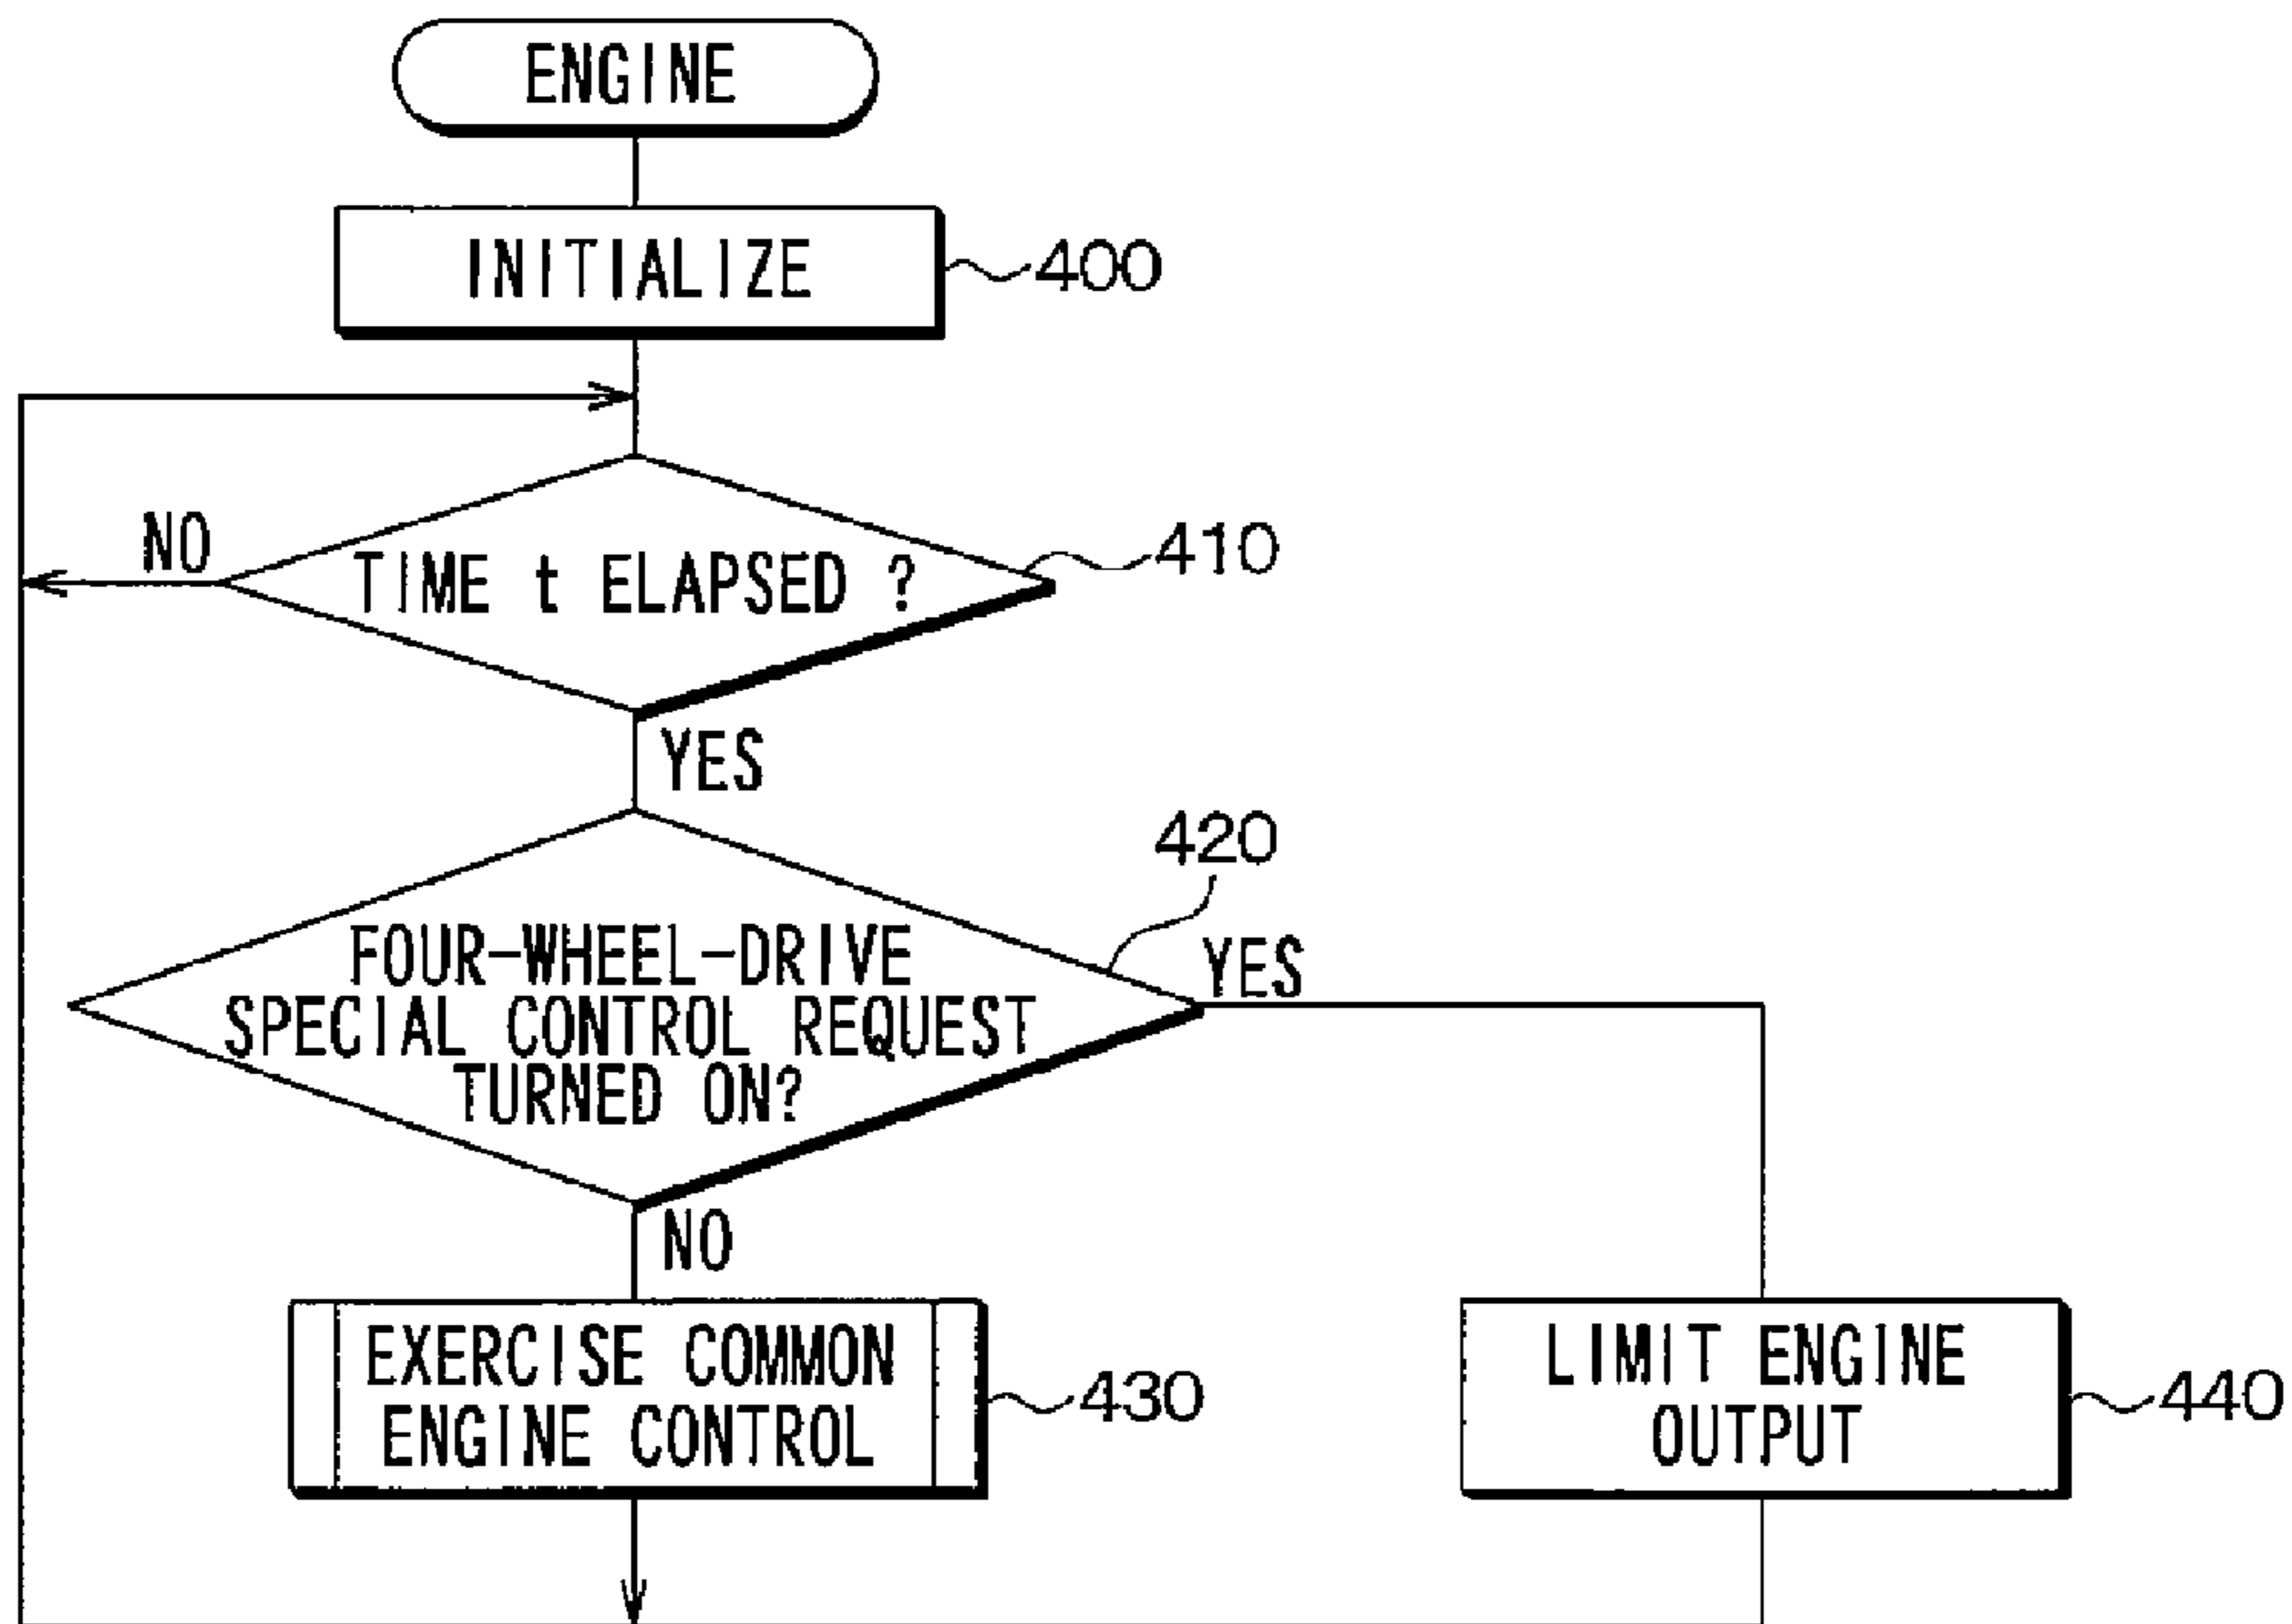 ENGINE
INITIALIZE
400
NO
TIME t ELAPSED ?
410
YES
420
FOUR-WHEEL-DRIVE
SPECIAL CONTROL REQUEST
TURNED ON?
YES
NO
EXERCISE COMMON
ENGINE CONTROL
430
LIMIT ENGINE
OUTPUT
440